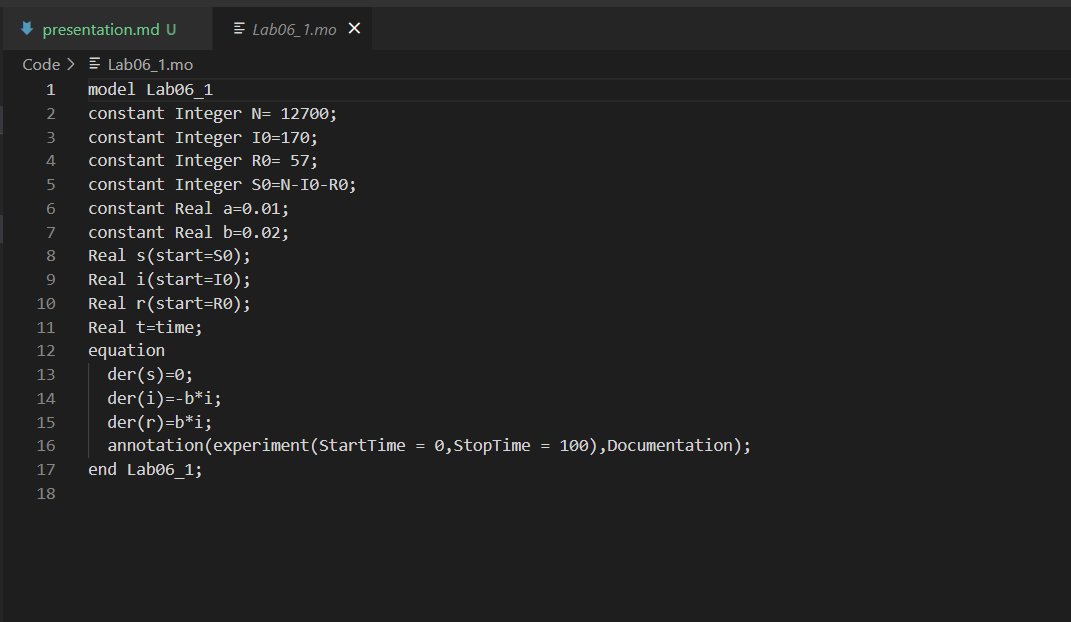 presentation.md U Lab06_1.mo
Code Lab06_1.mo
1 model Lab06_1
2 constant Integer N= 12700;
3 constant Integer I0=170;
4 constant Integer R0= 57;
5 constant Integer S0=N-I0-R0;
6 constant Real a=0.01;
7 constant Real b=0.02;
8 Real s(start=S0);
9 Real i(start=I0);
10 Real r(start=R0);
11 Real t=time;
12 equation
13   der(s)=0;
14   der(i)=-b*i;
15   der(r)=b*i;
16   annotation(experiment(StartTime = 0,StopTime = 100),Documentation);
17 end Lab06_1;
18